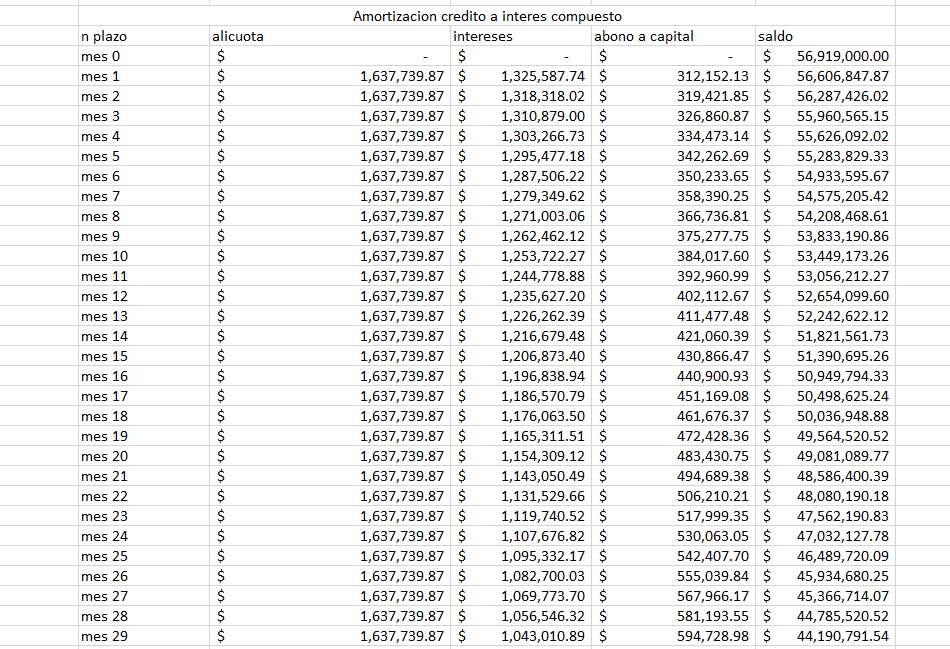 Amortizacion credito a interes compuesto
n plazo alicuota intereses abono a capital saldo
mes 0 $ - $ - $ - $ 56,919,000.00
mes 1 $ 1,637,739.87 $ 1,325,587.74 $ 312,152.13 $ 56,606,847.87
mes 2 $ 1,637,739.87 $ 1,318,318.02 $ 319,421.85 $ 56,287,426.02
mes 3 $ 1,637,739.87 $ 1,310,879.00 $ 326,860.87 $ 55,960,565.15
mes 4 $ 1,637,739.87 $ 1,303,266.73 $ 334,473.14 $ 55,626,092.02
mes 5 $ 1,637,739.87 $ 1,295,477.18 $ 342,262.69 $ 55,283,829.33
mes 6 $ 1,637,739.87 $ 1,287,506.22 $ 350,233.65 $ 54,933,595.67
mes 7 $ 1,637,739.87 $ 1,279,349.62 $ 358,390.25 $ 54,575,205.42
mes 8 $ 1,637,739.87 $ 1,271,003.06 $ 366,736.81 $ 54,208,468.61
mes 9 $ 1,637,739.87 $ 1,262,462.12 $ 375,277.75 $ 53,833,190.86
mes 10 $ 1,637,739.87 $ 1,253,722.27 $ 384,017.60 $ 53,449,173.26
mes 11 $ 1,637,739.87 $ 1,244,778.88 $ 392,960.99 $ 53,056,212.27
mes 12 $ 1,637,739.87 $ 1,235,627.20 $ 402,112.67 $ 52,654,099.60
mes 13 $ 1,637,739.87 $ 1,226,262.39 $ 411,477.48 $ 52,242,622.12
mes 14 $ 1,637,739.87 $ 1,216,679.48 $ 421,060.39 $ 51,821,561.73
mes 15 $ 1,637,739.87 $ 1,206,873.40 $ 430,866.47 $ 51,390,695.26
mes 16 $ 1,637,739.87 $ 1,196,838.94 $ 440,900.93 $ 50,949,794.33
mes 17 $ 1,637,739.87 $ 1,186,570.79 $ 451,169.08 $ 50,498,625.24
mes 18 $ 1,637,739.87 $ 1,176,063.50 $ 461,676.37 $ 50,036,948.88
mes 19 $ 1,637,739.87 $ 1,165,311.51 $ 472,428.36 $ 49,564,520.52
mes 20 $ 1,637,739.87 $ 1,154,309.12 $ 483,430.75 $ 49,081,089.77
mes 21 $ 1,637,739.87 $ 1,143,050.49 $ 494,689.38 $ 48,586,400.39
mes 22 $ 1,637,739.87 $ 1,131,529.66 $ 506,210.21 $ 48,080,190.18
mes 23 $ 1,637,739.87 $ 1,119,740.52 $ 517,999.35 $ 47,562,190.83
mes 24 $ 1,637,739.87 $ 1,107,676.82 $ 530,063.05 $ 47,032,127.78
mes 25 $ 1,637,739.87 $ 1,095,332.17 $ 542,407.70 $ 46,489,720.09
mes 26 $ 1,637,739.87 $ 1,082,700.03 $ 555,039.84 $ 45,934,680.25
mes 27 $ 1,637,739.87 $ 1,069,773.70 $ 567,966.17 $ 45,366,714.07
mes 28 $ 1,637,739.87 $ 1,056,546.32 $ 581,193.55 $ 44,785,520.52
mes 29 $ 1,637,739.87 $ 1,043,010.89 $ 594,728.98 $ 44,190,791.54